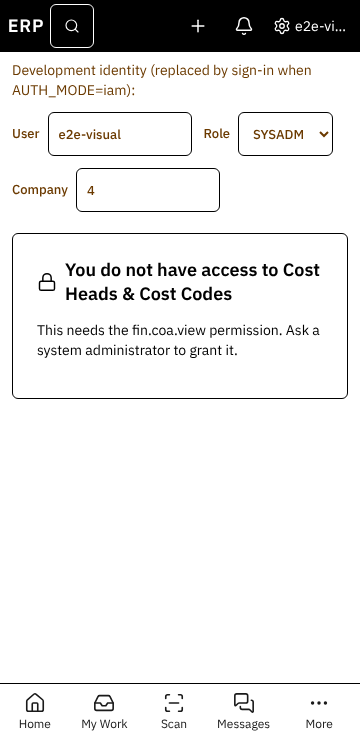 ERP
e2e-vi...
Development identity (replaced by sign-in when
AUTH_MODE=iam):
User e2e-visual Role SYSADM
Company 4
You do not have access to Cost
Heads & Cost Codes
This needs the fin.coa.view permission. Ask a
system administrator to grant it.
Home My Work Scan Messages More